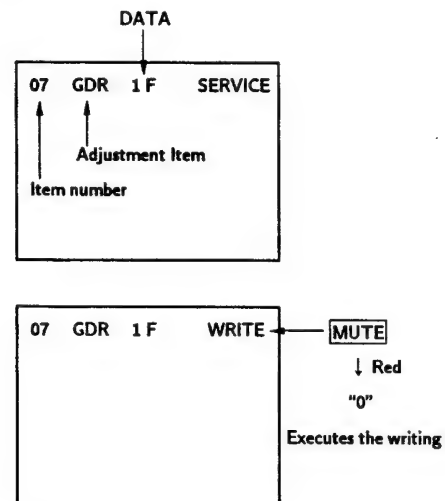 DATA
07 GDR 1 F SERVICE
Adjustment Item
Item number
07 GDR 1 F WRITE MUTE
↓ Red
"0"
Executes the writing